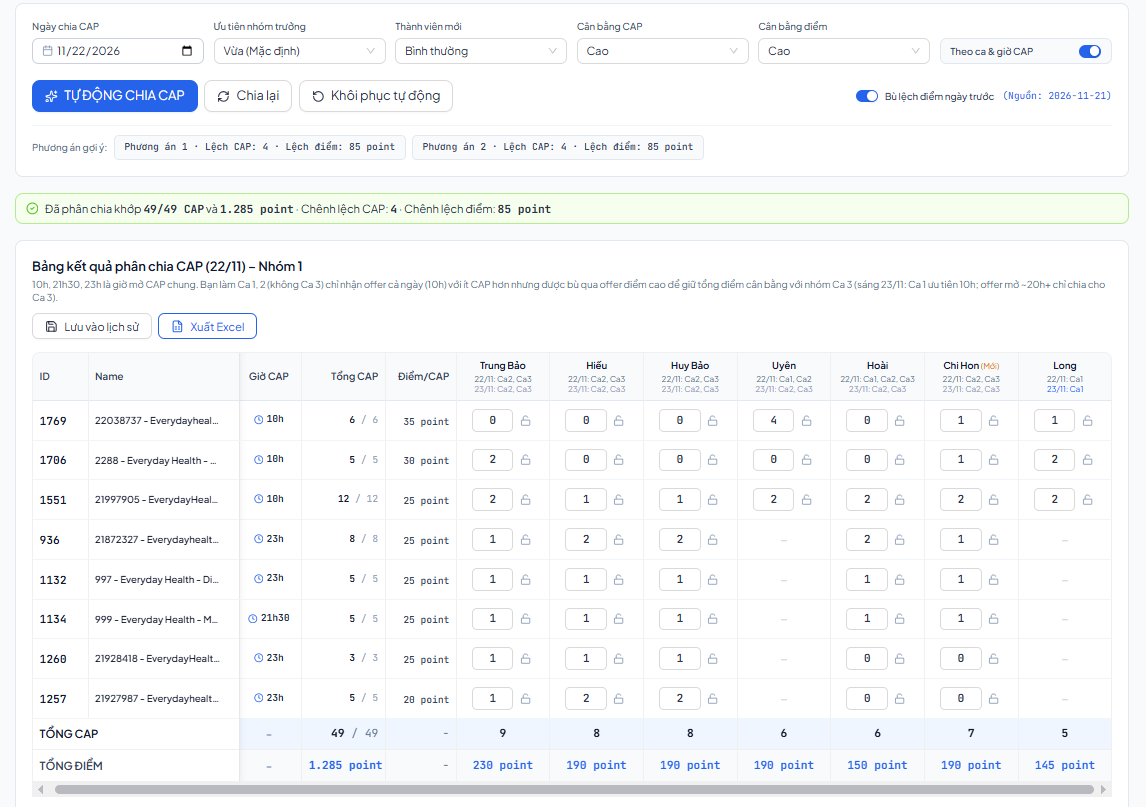 Ngày chia CAP Ưu tiên nhóm trưởng Thành viên mới Cân bằng CAP Cân bằng điểm
11/22/2026 Vừa (Mặc định) Bình thường Cao Cao Theo ca & giờ CAP
TỰ ĐỘNG CHIA CAP Chia lại Khôi phục tự động Bù lệch điểm ngày trước (Nguồn: 2026-11-21)
Phương án gợi ý: Phương án 1 · Lệch CAP: 4 · Lệch điểm: 85 point Phương án 2 · Lệch CAP: 4 · Lệch điểm: 85 point
Đã phân chia khớp 49/49 CAP và 1.285 point · Chênh lệch CAP: 4 · Chênh lệch điểm: 85 point
Bảng kết quả phân chia CAP (22/11) – Nhóm 1
10h, 21h30, 23h là giờ mở CAP chung. Bạn làm Ca 1, 2 (không Ca 3) chỉ nhận offer cả ngày (10h) với ít CAP hơn nhưng được bù qua offer điểm cao để giữ tổng điểm cân bằng với nhóm Ca 3 (sáng 23/11: Ca 1 ưu tiên 10h; offer mở ~20h+ chỉ chia cho
Ca 3).
Lưu vào lịch sử Xuất Excel
ID Name Giờ CAP Tổng CAP Điểm/CAP Trung Bảo Hiếu Huy Bảo Uyên Hoài Chi Hon (Mới) Long
22/11: Ca2, Ca3 22/11: Ca2, Ca3 22/11: Ca2, Ca3 22/11: Ca1, Ca2 22/11: Ca1, Ca2, Ca3 22/11: Ca2, Ca3 22/11: Ca1
23/11: Ca2, Ca3 23/11: Ca2, Ca3 23/11: Ca2, Ca3 23/11: Ca2, Ca3 23/11: Ca2, Ca3 23/11: Ca2, Ca3 23/11: Ca1
1769 22038737 - Everydayheal... 10h 6 / 6 35 point 0 0 0 4 0 1 1
1706 2288 - Everyday Health - ... 10h 5 / 5 30 point 2 0 0 0 0 1 2
1551 21997905 - EverydayHeal... 10h 12 / 12 25 point 2 1 1 2 2 2 2
936 21872327 - Everydayhealt... 23h 8 / 8 25 point 1 2 2 – 2 1 –
1132 997 - Everyday Health - Di... 23h 5 / 5 25 point 1 1 1 – 1 1 –
1134 999 - Everyday Health - M... 21h30 5 / 5 25 point 1 1 1 – 1 1 –
1260 21928418 - EverydayHealt... 23h 3 / 3 25 point 1 1 1 – 0 0 –
1257 21927987 - Everydayhealt... 23h 5 / 5 20 point 1 2 2 – 0 0 –
TỔNG CAP – 49 / 49 - 9 8 8 6 6 7 5
TỔNG ĐIỂM – 1.285 point - 230 point 190 point 190 point 190 point 150 point 190 point 145 point